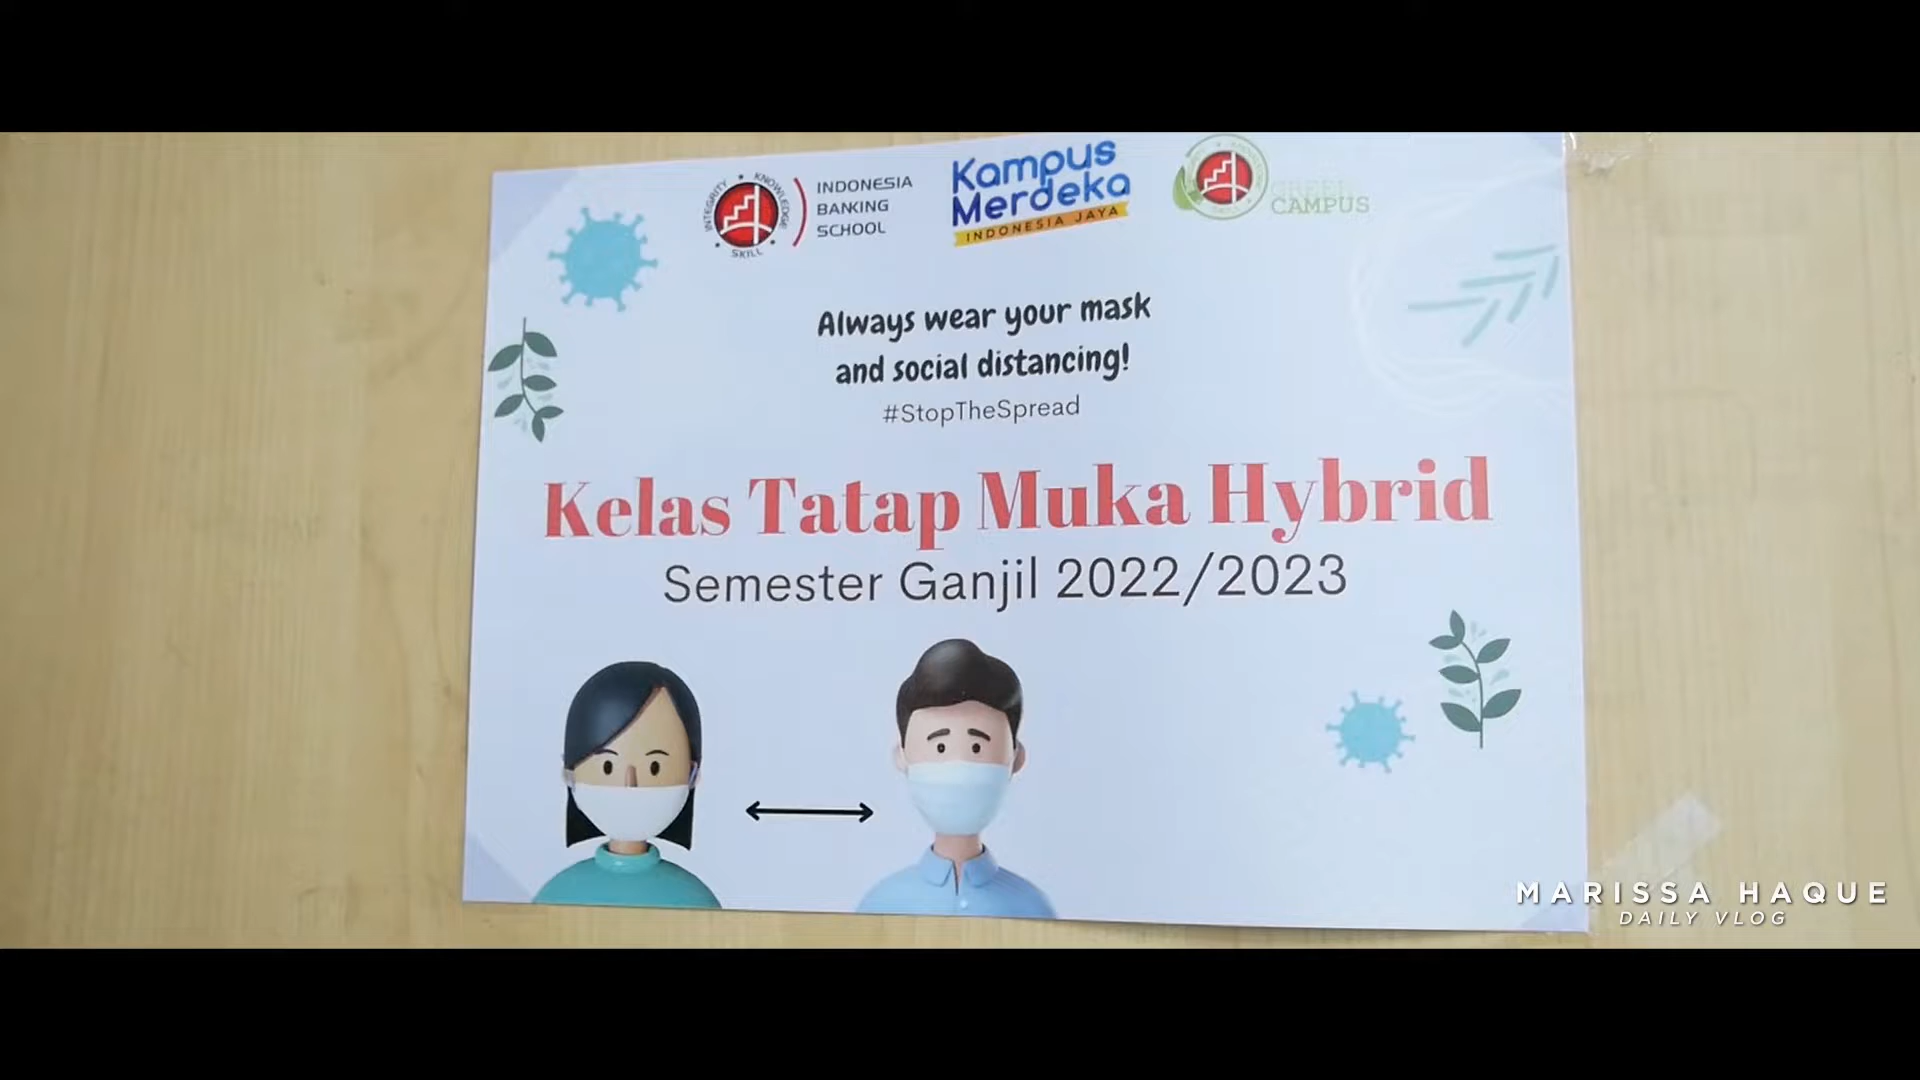 INTEGRITY KNOWLEDGE SKILL
INDONESIA
BANKING
SCHOOL
Kampus
Merdeka
INDONESIA JAYA
GREEN
CAMPUS
Always wear your mask
and social distancing!
#StopTheSpread
Kelas Tatap Muka Hybrid
Semester Ganjil 2022/2023
MARISSA HAQUE
DAILY VLOG